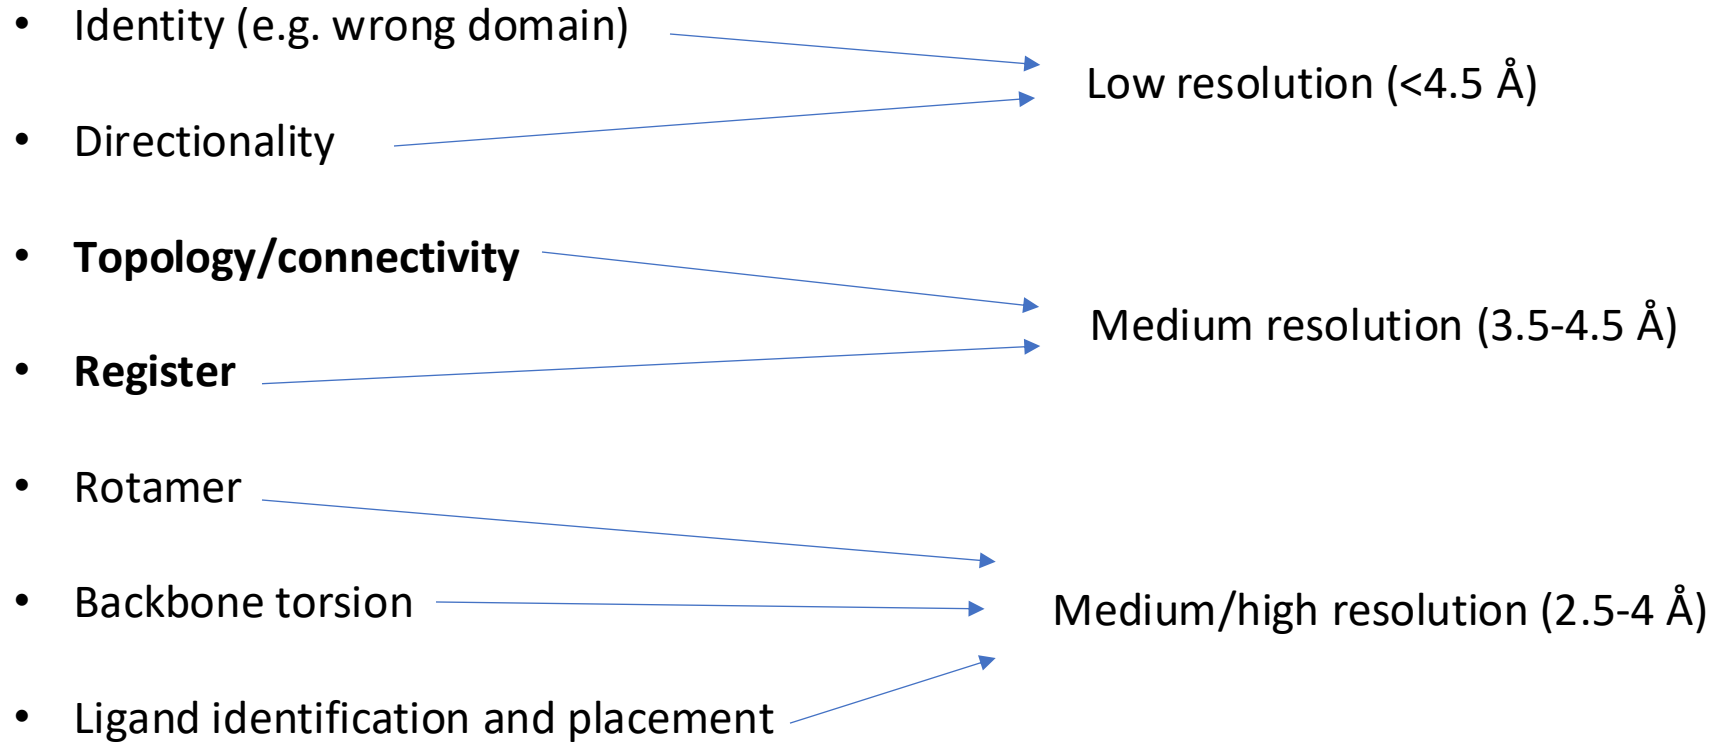 • Identity (e.g. wrong domain)
Low resolution (<4.5 Å)
• Directionality
• Topology/connectivity
Medium resolution (3.5-4.5 Å)
• Register
• Rotamer
• Backbone torsion
Medium/high resolution (2.5-4 Å)
• Ligand identification and placement